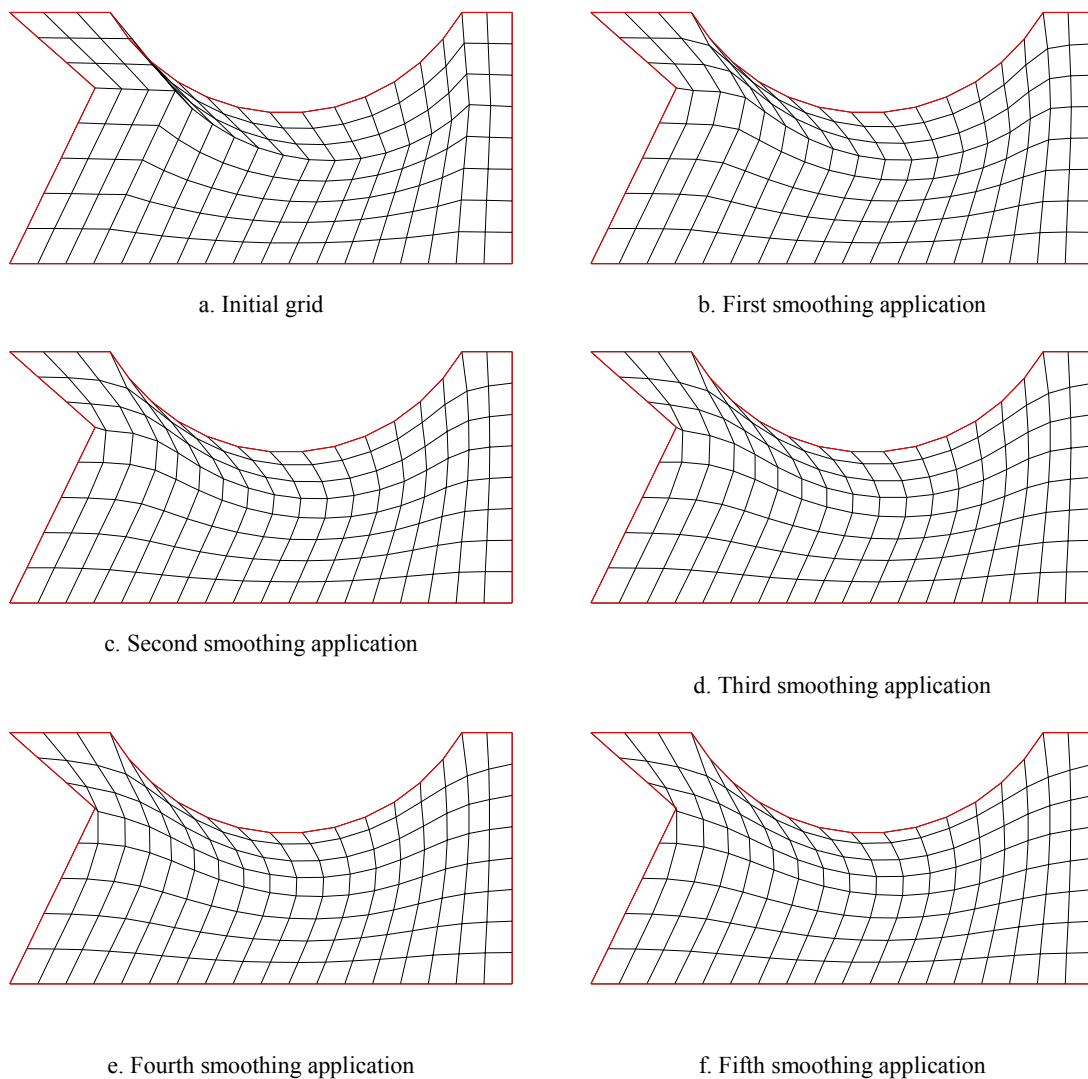 a. Initial grid
b. First smoothing application
c. Second smoothing application
d. Third smoothing application
e. Fourth smoothing application
f. Fifth smoothing application